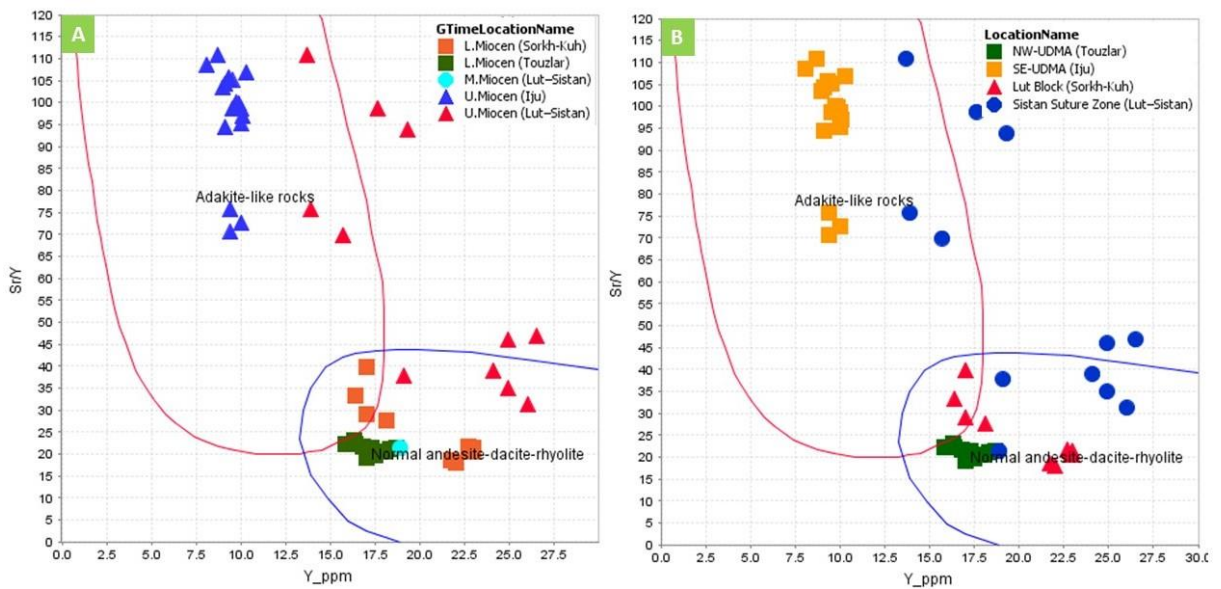 A
GTimeLocationName
L.Miocen (Sorkh-Kuh)
L.Miocen (Touzlar)
M.Miocen (Lut-Sistan)
U.Miocen (Iju)
U.Miocen (Lut-Sistan)
Adakite-like rocks
Normal andesite-dacite-rhyolite
Sr/Y
120
115
110
105
100
95
90
85
80
75
70
65
60
55
50
45
40
35
30
25
20
15
10
5
0
0.0 2.5 5.0 7.5 10.0 12.5 15.0 17.5 20.0 22.5 25.0 27.5
Y_ppm
B
LocationName
NW-UDMA (Touzlar)
SE-UDMA (Iju)
Lut Block (Sorkh-Kuh)
Sistan Suture Zone (Lut-Sistan)
Adakite-like rocks
Normal andesite-dacite-rhyolite
Sr/Y
120
115
110
105
100
95
90
85
80
75
70
65
60
55
50
45
40
35
30
25
20
15
10
5
0
0.0 2.5 5.0 7.5 10.0 12.5 15.0 17.5 20.0 22.5 25.0 27.5 30.0
Y_ppm